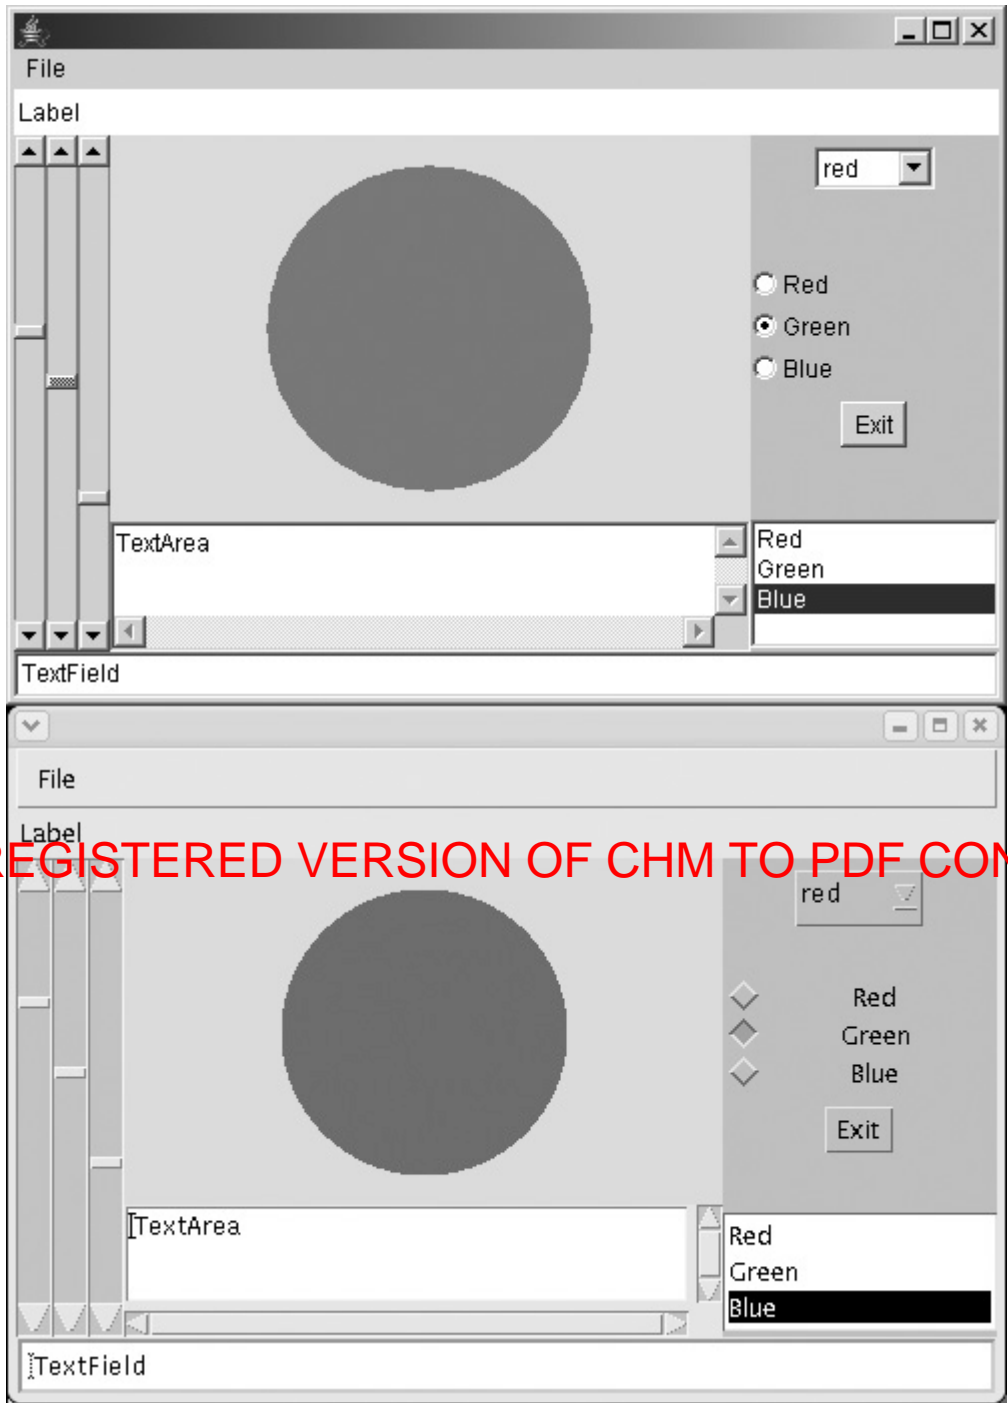 File
Label
red
Red
Green
Blue
Exit
TextArea
Red
Green
Blue
TextField
File
Label
EGISTERED VERSION OF CHM TO PDF CON
red
Red
Green
Blue
Exit
TextArea
Red
Green
Blue
TextField